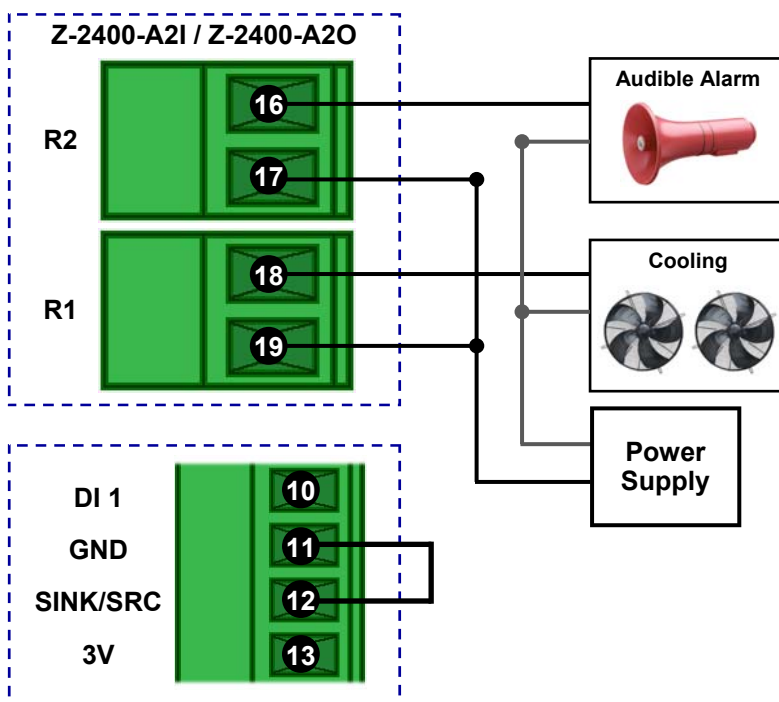 Z-2400-A2I / Z-2400-A2O
R2
16
17
R1
18
19
Audible Alarm
Cooling
Power
Supply
DI 1
10
GND
11
SINK/SRC
12
3V
13